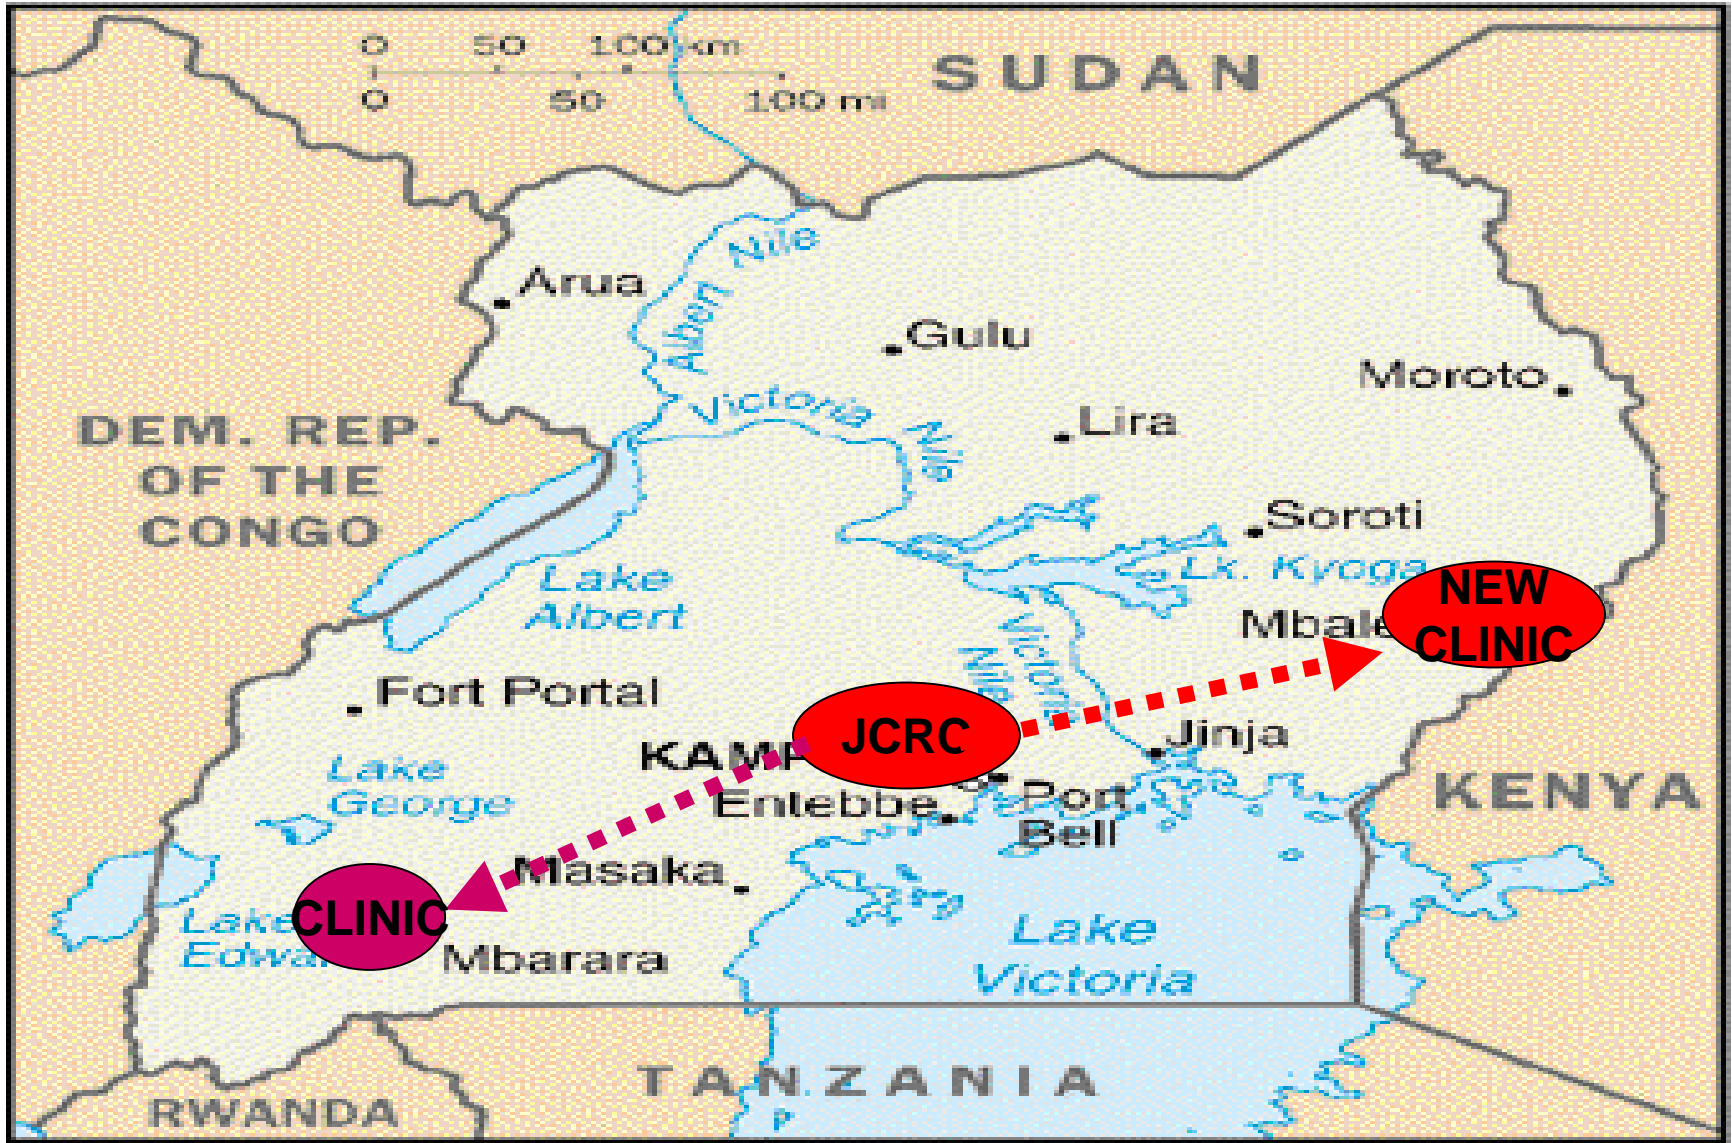 0 50 100 km
0 50 100 mi
SUDAN
Nile
Albert
Arua
Gulu
Moroto
Victoria
Nile
Lira
DEM. REP.
OF THE
CONGO
Soroti
Lk. Kyoga
NEW
CLINIC
Lake
Albert
Mbale
Victoria
Nile
Fort Portal
JCRC
Jinja
KAMP
Lake
George
Entebbe
Port
Bell
KENYA
Masaka
CLINIC
Lake
Edwar
Mbarara
Lake
Victoria
TANZANIA
RWANDA